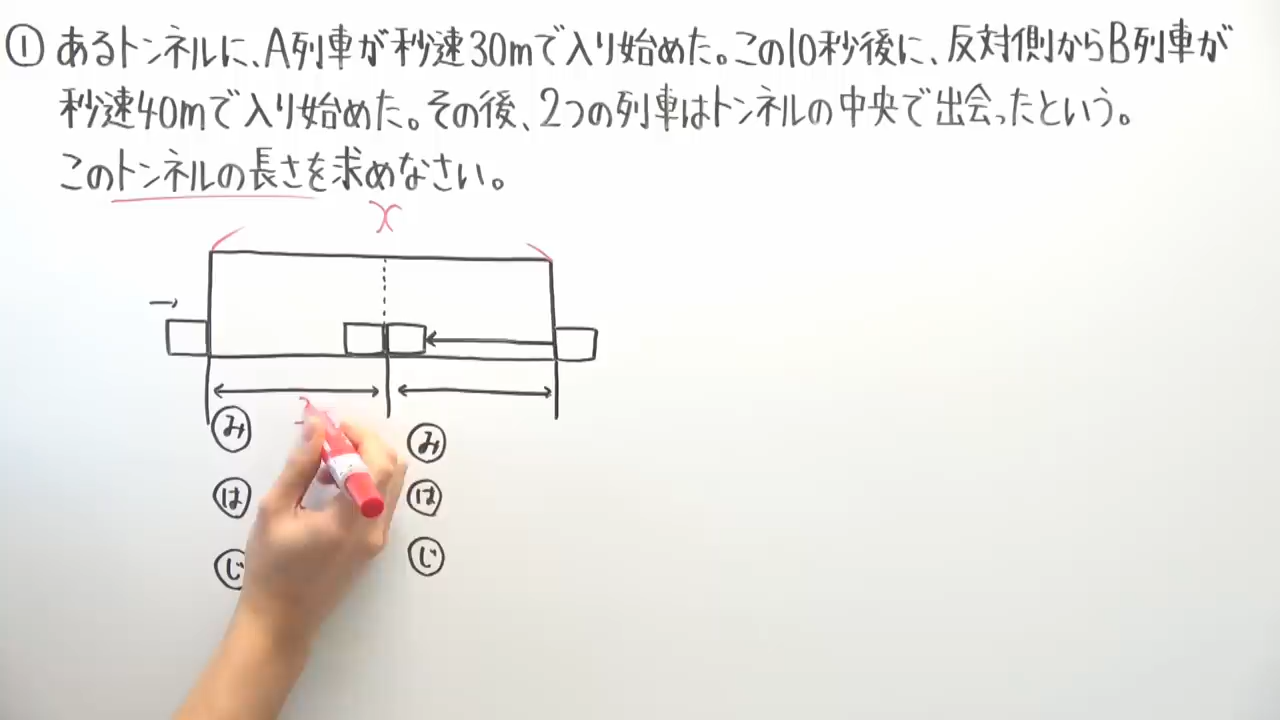 ① あるトンネルに、A列車が秒速30mで入り始めた。この10秒後に、反対側からB列車が
秒速40mで入り始めた。その後、2つの列車はトンネルの中央で出会ったという。
このトンネルの長さを求めなさい。
x
み み
は は
じ じ